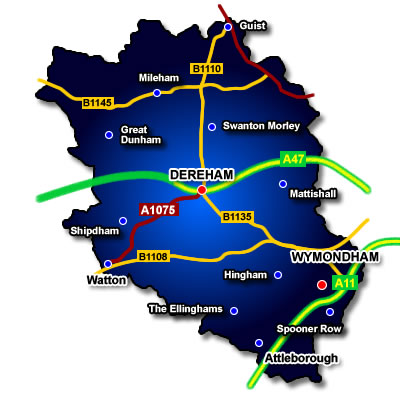 Guist
B1110
Mileham
B1145
Great
Dunham
Swanton Morley
A47
DEREHAM
Mattishall
A1075
B1135
Shipdham
B1108
WYMONDHAM
Watton
Hingham
A11
The Ellinghams
Spooner Row
Attleborough